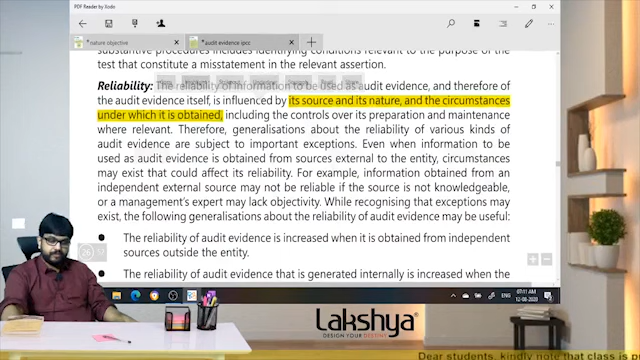 PDF Reader by Xodo
*nature objective
*audit evidence ipcc
substantive procedures includes identifying conditions relevant to the purpose of the
test that constitute a misstatement in the relevant assertion.
Reliability: The reliability of information to be used as audit evidence, and therefore of
the audit evidence itself, is influenced by its source and its nature, and the circumstances
under which it is obtained, including the controls over its preparation and maintenance
where relevant. Therefore, generalisations about the reliability of various kinds of
audit evidence are subject to important exceptions. Even when information to be
used as audit evidence is obtained from sources external to the entity, circumstances
may exist that could affect its reliability. For example, information obtained from an
independent external source may not be reliable if the source is not knowledgeable,
or a management's expert may lack objectivity. While recognising that exceptions may
exist, the following generalisations about the reliability of audit evidence may be useful:
● The reliability of audit evidence is increased when it is obtained from independent
sources outside the entity.
● The reliability of audit evidence that is generated internally is increased when the
26
ENG
07:11 AM
12-08-2020
Lakshya
DESIGN YOUR DESTINY
Dear students, kindly note that class is p